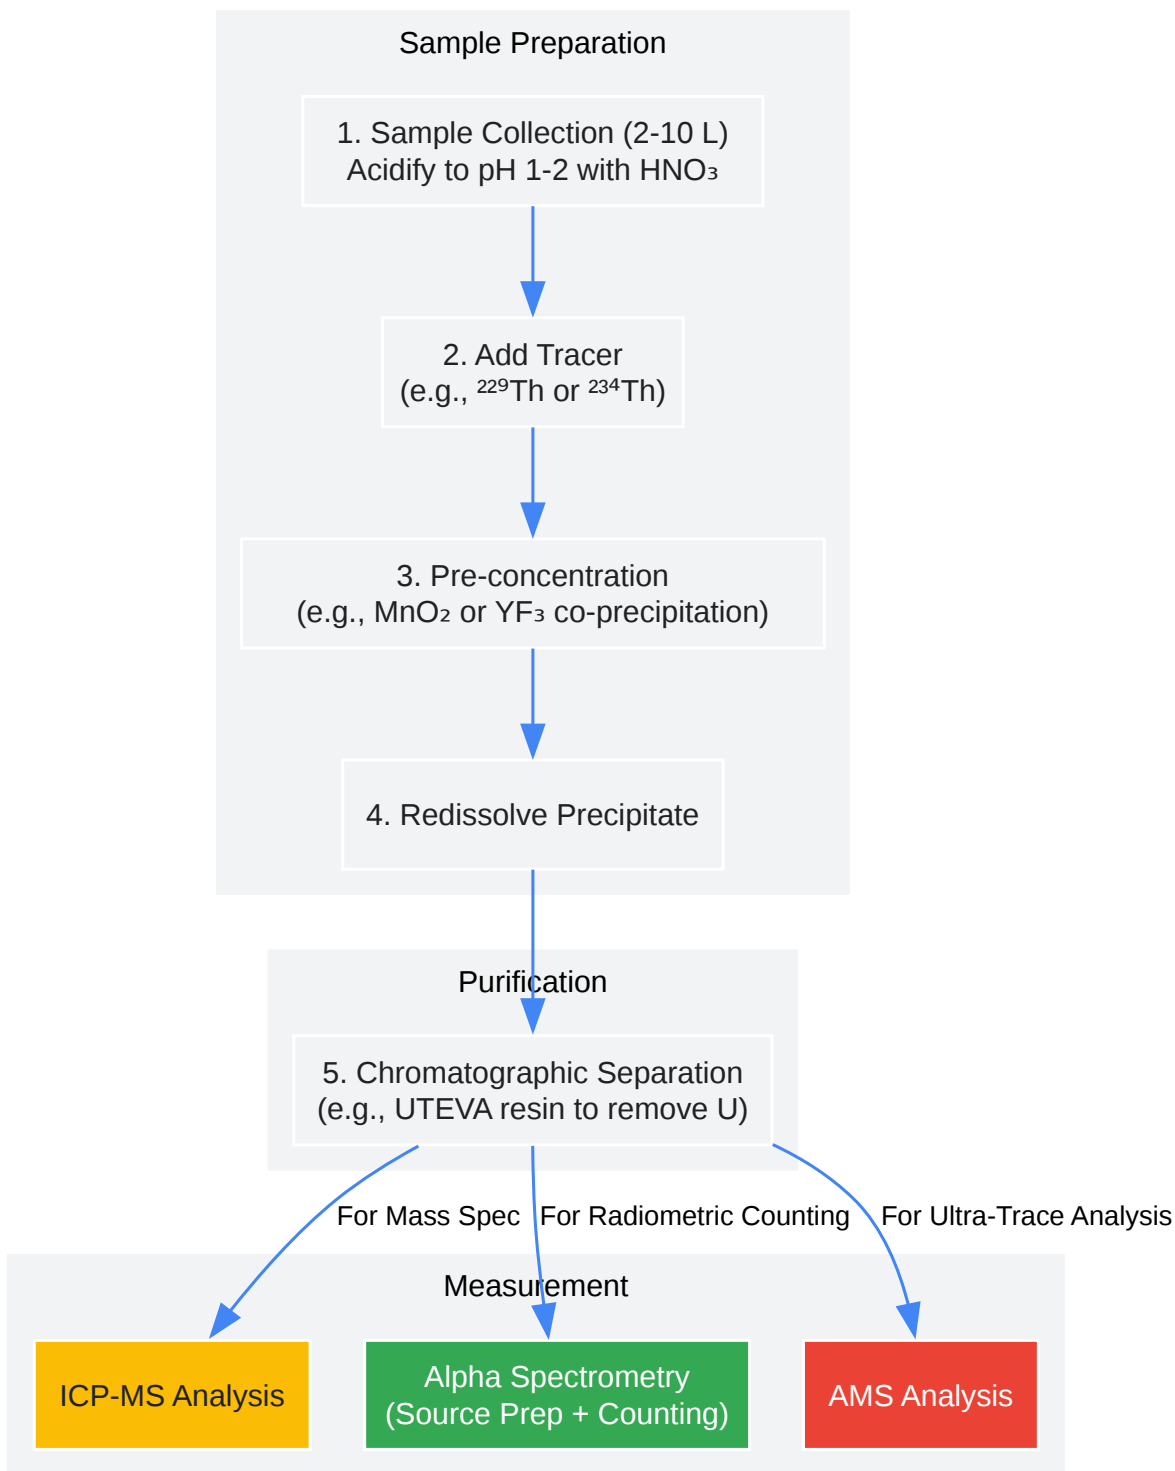 Sample Preparation
1. Sample Collection (2-10 L)
Acidify to pH 1-2 with HNO₃
2. Add Tracer
(e.g., ²²⁹Th or ²³⁴Th)
3. Pre-concentration
(e.g., MnO₂ or YF₃ co-precipitation)
4. Redissolve Precipitate
Purification
5. Chromatographic Separation
(e.g., UTEVA resin to remove U)
For Mass Spec
For Radiometric Counting
For Ultra-Trace Analysis
Measurement
ICP-MS Analysis
Alpha Spectrometry
(Source Prep + Counting)
AMS Analysis